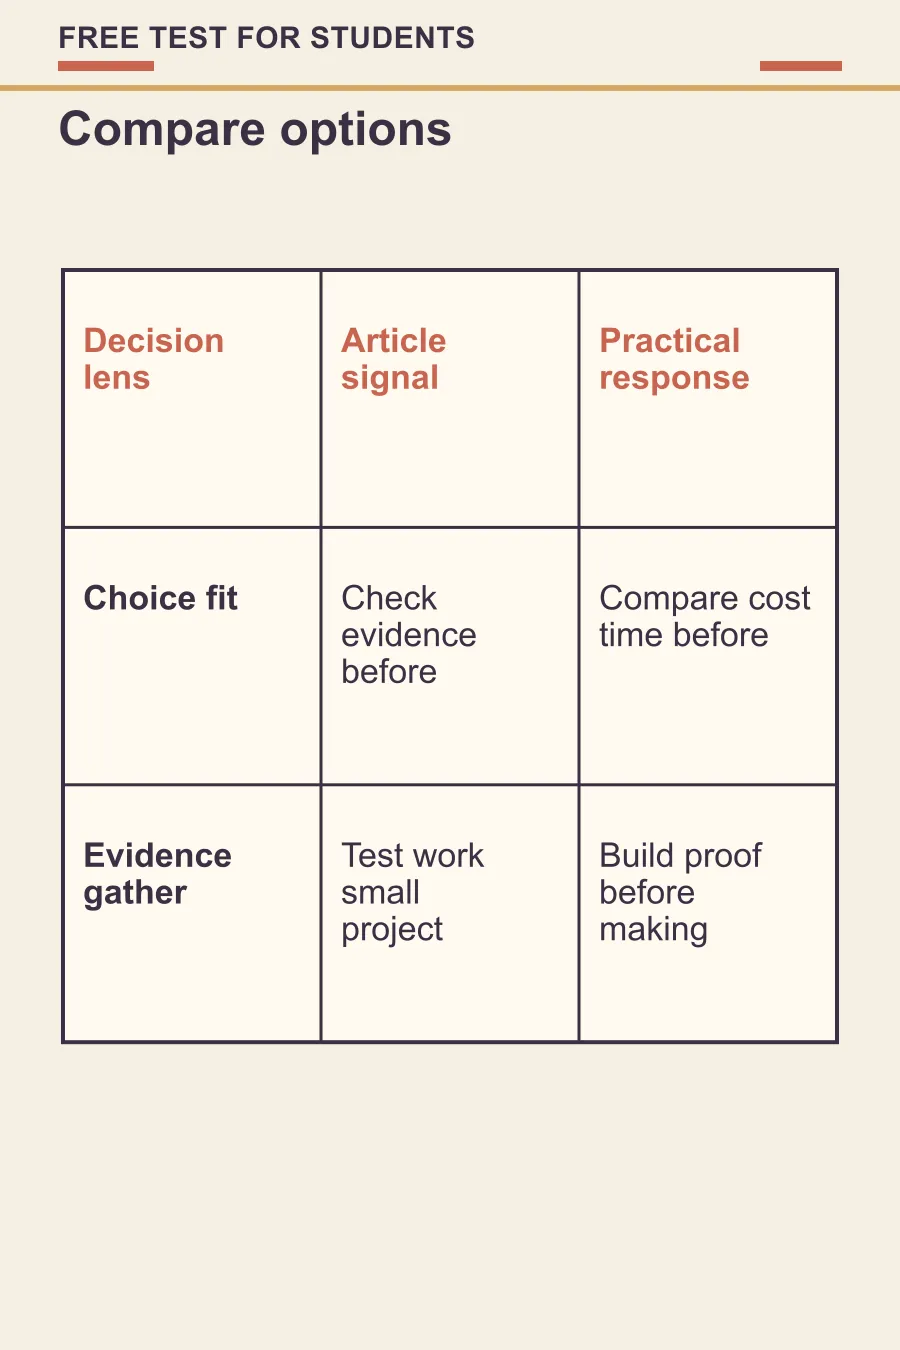 FREE TEST FOR STUDENTS
Compare options
Decision
lens
Article
signal
Practical
response
Choice fit
Check
evidence
before
Compare cost
time before
Evidence
gather
Test work
small
project
Build proof
before
making